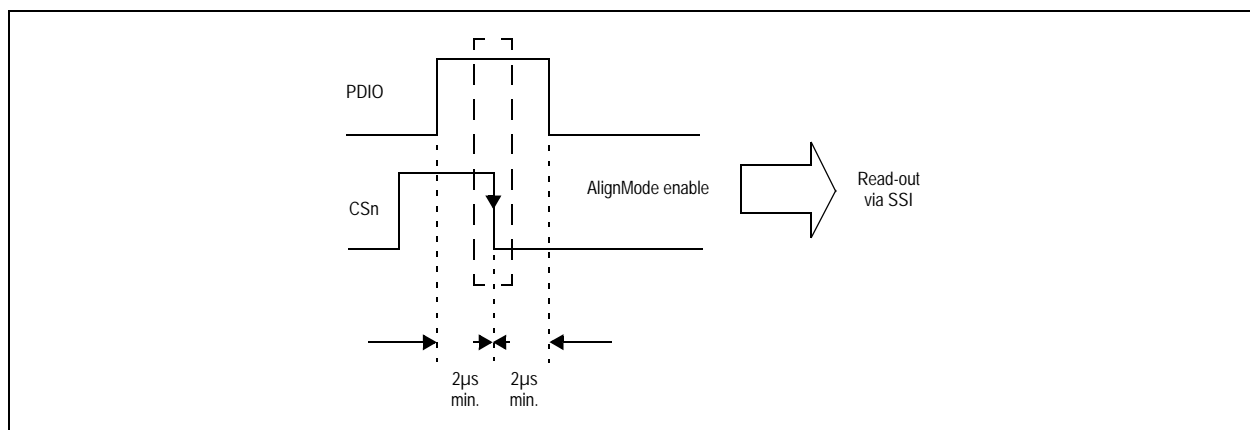 PDIO
CSn
AlignMode enable
Read-out
via SSI
2µs
min.
2µs
min.